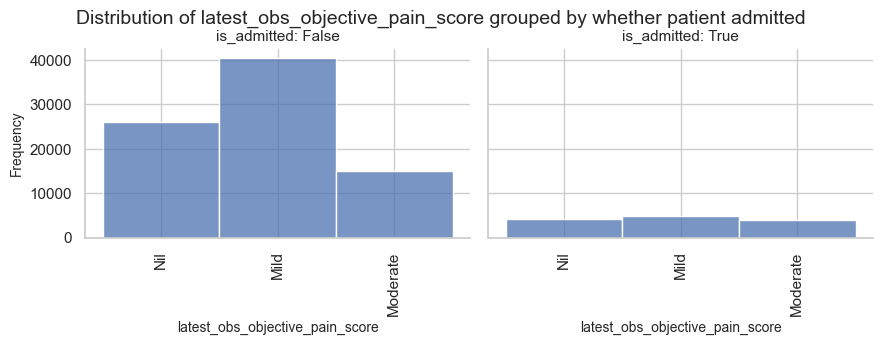 Distribution of latest_obs_objective_pain_score grouped by whether patient admitted
is_admitted: False
is_admitted: True
Frequency
40000
30000
20000
10000
0
Nil
Mild
Moderate
Nil
Mild
Moderate
latest_obs_objective_pain_score
latest_obs_objective_pain_score